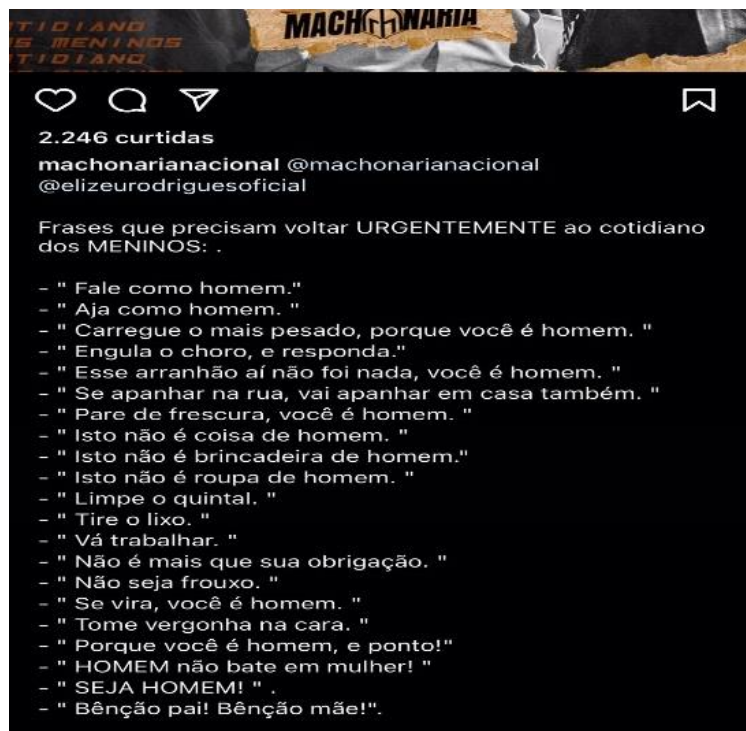 TIDIANO
S MENINOS
TIDIANO
MACHONARIA
2.246 curtidas
machonarianacional @machonarianacional
@elizeurodriguesoficial
Frases que precisam voltar URGENTEMENTE ao cotidiano
dos MENINOS: .
- " Fale como homem."
- " Aja como homem. "
- " Carregue o mais pesado, porque você é homem. "
- " Engula o choro, e responda."
- " Esse arranhão aí não foi nada, você é homem. "
- " Se apanhar na rua, vai apanhar em casa também. "
- " Pare de frescura, você é homem. "
- " Isto não é coisa de homem. "
- " Isto não é brincadeira de homem."
- " Isto não é roupa de homem. "
- " Limpe o quintal. "
- " Tire o lixo. "
- " Vá trabalhar. "
- " Não é mais que sua obrigação. "
- " Não seja frouxo. "
- " Se vira, você é homem. "
- " Tome vergonha na cara. "
- " Porque você é homem, e ponto!"
- " HOMEM não bate em mulher! "
- " SEJA HOMEM! " .
- " Bênção pai! Bênção mãe!".